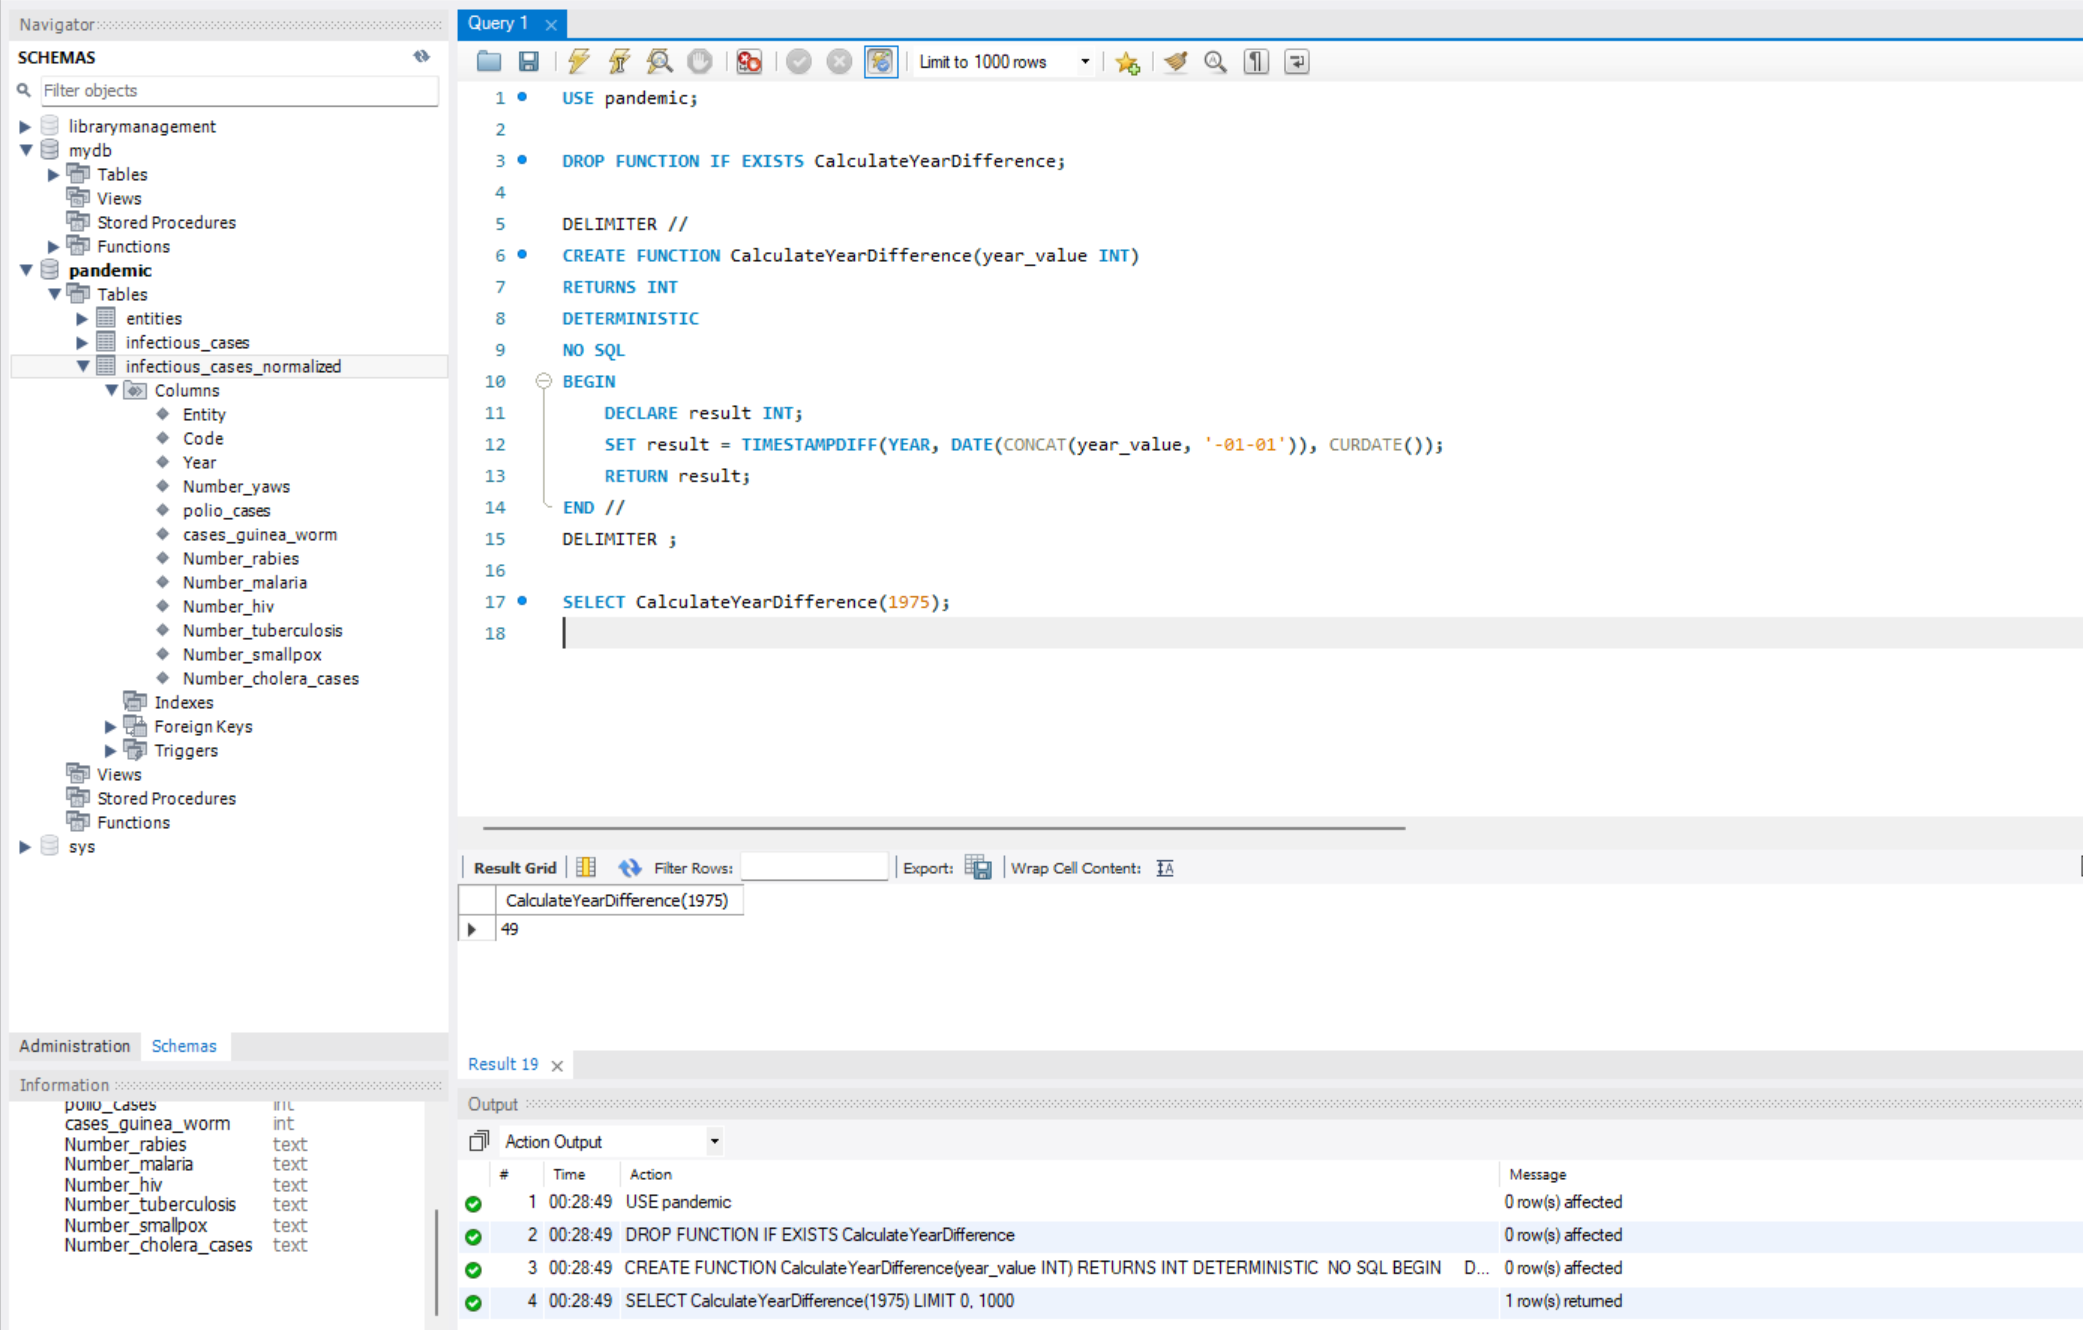 Navigator
SCHEMAS
Filter objects
librarymanagement
mydb
Tables
Views
Stored Procedures
Functions
pandemic
Tables
entities
infectious_cases
infectious_cases_normalized
Columns
Entity
Code
Year
Number_yaws
polio_cases
cases_guinea_worm
Number_rabies
Number_malaria
Number_hiv
Number_tuberculosis
Number_smallpox
Number_cholera_cases
Indexes
Foreign Keys
Triggers
Views
Stored Procedures
Functions
sys
Administration Schemas
Information
polio_cases int
cases_guinea_worm int
Number_rabies text
Number_malaria text
Number_hiv text
Number_tuberculosis text
Number_smallpox text
Number_cholera_cases text
Query 1
Limit to 1000 rows
1 USE pandemic;
2
3 DROP FUNCTION IF EXISTS CalculateYearDifference;
4
5 DELIMITER //
6 CREATE FUNCTION CalculateYearDifference(year_value INT)
7 RETURNS INT
8 DETERMINISTIC
9 NO SQL
10 BEGIN
11 DECLARE result INT;
12 SET result = TIMESTAMPDIFF(YEAR, DATE(CONCAT(year_value, '-01-01')), CURDATE());
13 RETURN result;
14 END //
15 DELIMITER ;
16
17 SELECT CalculateYearDifference(1975);
18
Result Grid Filter Rows: Export: Wrap Cell Content:
CalculateYearDifference(1975)
49
Result 19
Output
Action Output
# Time Action Message
1 00:28:49 USE pandemic 0 row(s) affected
2 00:28:49 DROP FUNCTION IF EXISTS CalculateYearDifference 0 row(s) affected
3 00:28:49 CREATE FUNCTION CalculateYearDifference(year_value INT) RETURNS INT DETERMINISTIC NO SQL BEGIN D... 0 row(s) affected
4 00:28:49 SELECT CalculateYearDifference(1975) LIMIT 0, 1000 1 row(s) returned